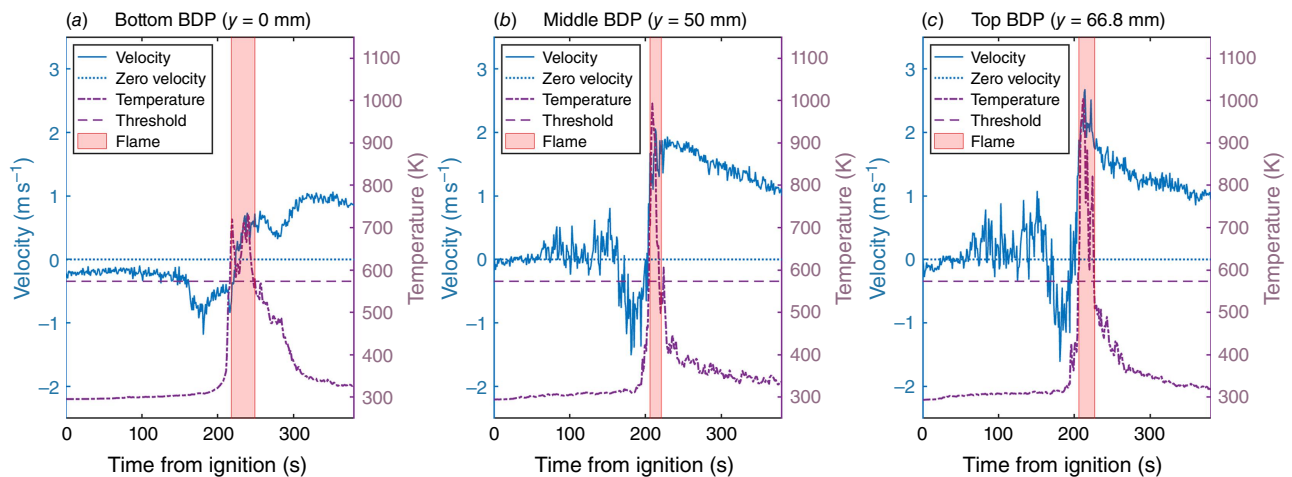 (a) Bottom BDP (y = 0 mm)
Velocity
Zero velocity
Temperature
Threshold
Flame
3
2
1
0
−1
−2
Velocity (m s−1)
1100
1000
900
800
700
600
500
400
300
Temperature (K)
0 100 200 300
Time from ignition (s)
(b) Middle BDP (y = 50 mm)
Velocity
Zero velocity
Temperature
Threshold
Flame
3
2
1
0
−1
−2
Velocity (m s−1)
1100
1000
900
800
700
600
500
400
300
Temperature (K)
0 100 200 300
Time from ignition (s)
(c) Top BDP (y = 66.8 mm)
Velocity
Zero velocity
Temperature
Threshold
Flame
3
2
1
0
−1
−2
Velocity (m s−1)
1100
1000
900
800
700
600
500
400
300
Temperature (K)
0 100 200 300
Time from ignition (s)